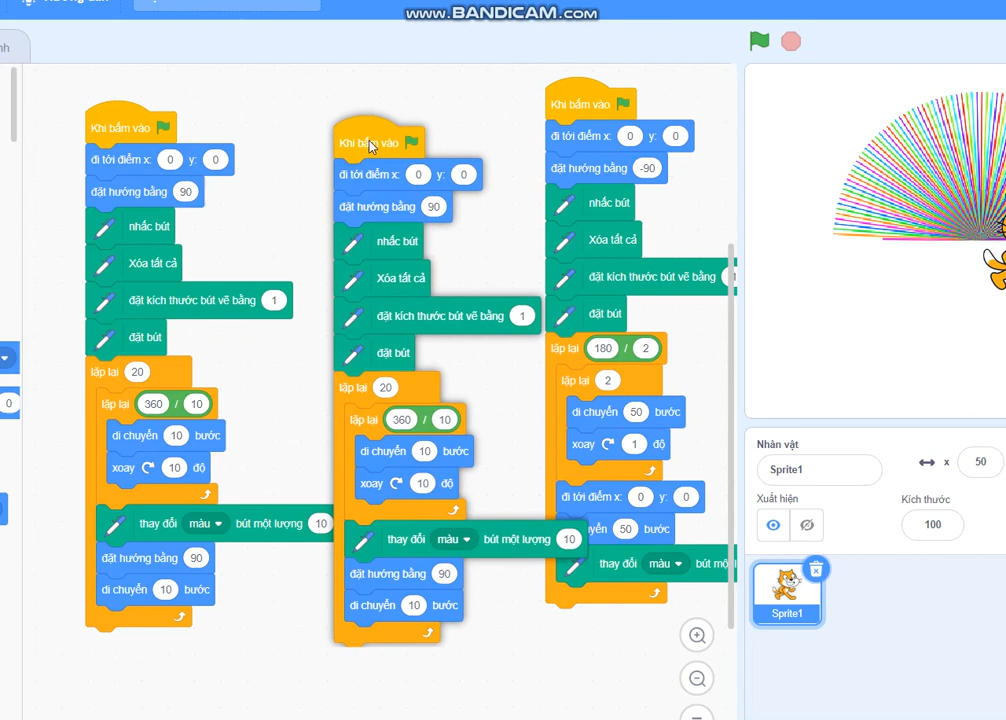 www.BANDICAM.com
nh
Khi bấm vào
đi tới điểm x: 0 y: 0
đặt hướng bằng 90
nhấc bút
Xóa tất cả
đặt kích thước bút vẽ bằng 1
đặt bút
lặp lại 20
lặp lại 360 / 10
di chuyển 10 bước
xoay 10 độ
thay đổi màu bút một lượng 10
đặt hướng bằng 90
di chuyển 10 bước
Khi bấm vào
đi tới điểm x: 0 y: 0
đặt hướng bằng 90
nhấc bút
Xóa tất cả
đặt kích thước bút vẽ bằng 1
đặt bút
lặp lại 20
lặp lại 360 / 10
di chuyển 10 bước
xoay 10 độ
thay đổi màu bút một lượng 10
đặt hướng bằng 90
di chuyển 10 bước
Khi bấm vào
đi tới điểm x: 0 y: 0
đặt hướng bằng -90
nhấc bút
Xóa tất cả
đặt kích thước bút vẽ bằng
đặt bút
lặp lại 180 / 2
lặp lại 2
di chuyển 50 bước
xoay 1 độ
đi tới điểm x: 0 y: 0
50 bước
thay đổi màu bút
0
Nhân vật
Sprite1
x 50
Xuất hiện
Kích thước
100
Sprite1